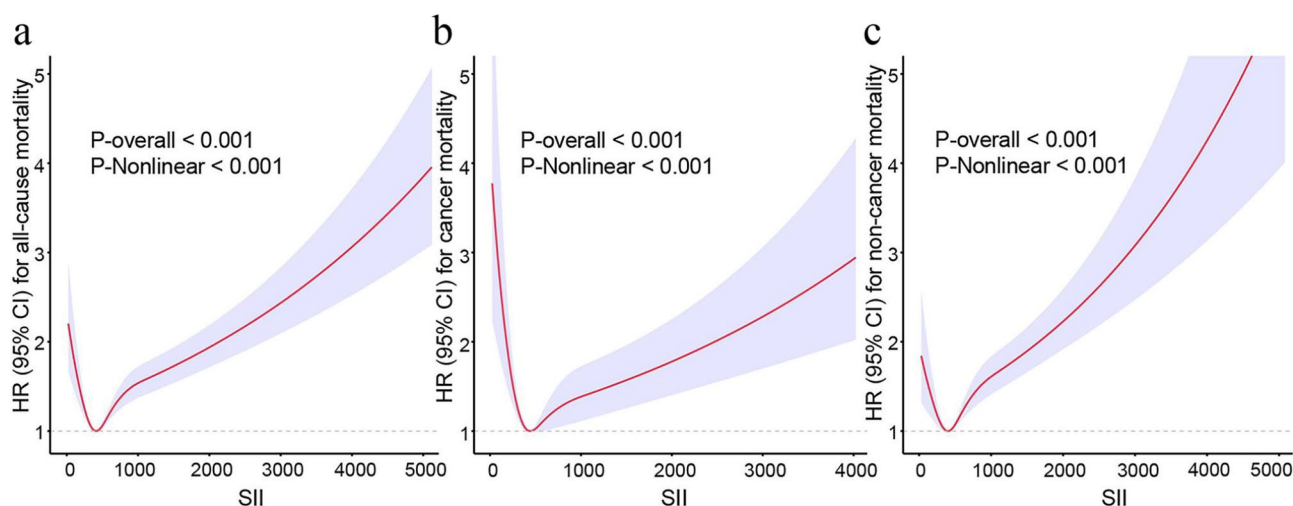 a
HR (95% CI) for all-cause mortality
5
4
3
2
1
P-overall < 0.001
P-Nonlinear < 0.001
0 1000 2000 3000 4000 5000
SII
b
HR (95% CI) for cancer mortality
5
4
3
2
1
P-overall < 0.001
P-Nonlinear < 0.001
0 1000 2000 3000 4000
SII
c
HR (95% CI) for non-cancer mortality
5
4
3
2
1
P-overall < 0.001
P-Nonlinear < 0.001
0 1000 2000 3000 4000 5000
SII